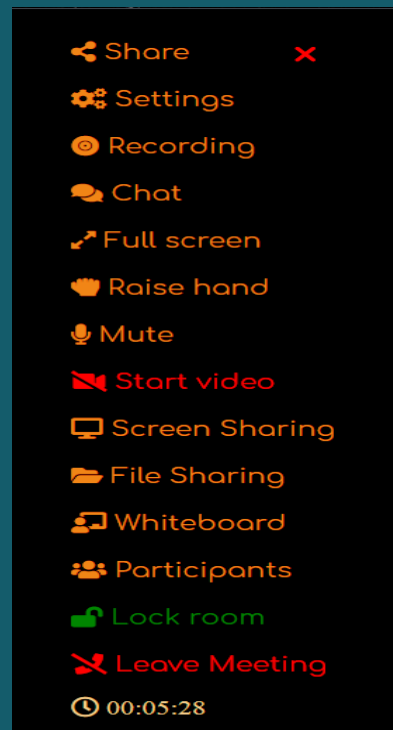 Share
Settings
Recording
Chat
Full screen
Raise hand
Mute
Start video
Screen Sharing
File Sharing
Whiteboard
Participants
Lock room
Leave Meeting
00:05:28